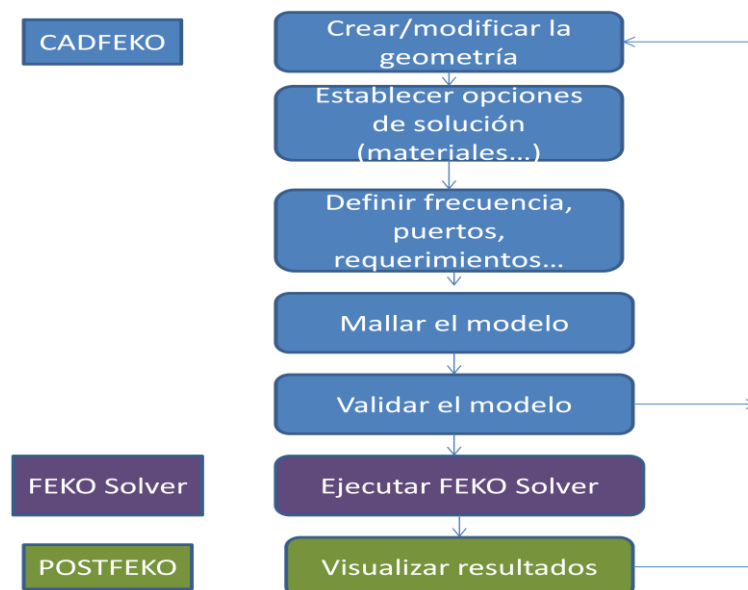 CADFEKO
Crear/modificar la
geometría
Establecer opciones
de solución
(materiales...)
Definir frecuencia,
puertos,
requerimientos...
Mallar el modelo
Validar el modelo
FEKO Solver
Ejecutar FEKO Solver
POSTFEKO
Visualizar resultados